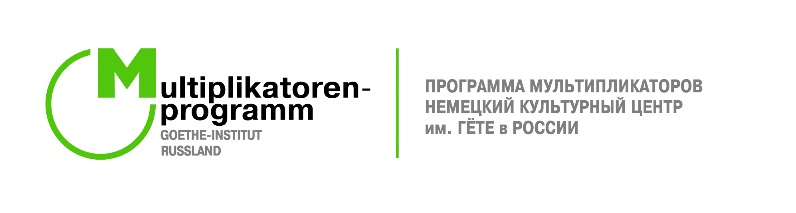 Multiplikatoren-
programm
GOETHE-INSTITUT
RUSSLAND
ПРОГРАММА МУЛЬТИПЛИКАТОРОВ
НЕМЕЦКИЙ КУЛЬТУРНЫЙ ЦЕНТР
им. ГЁТЕ в РОССИИ